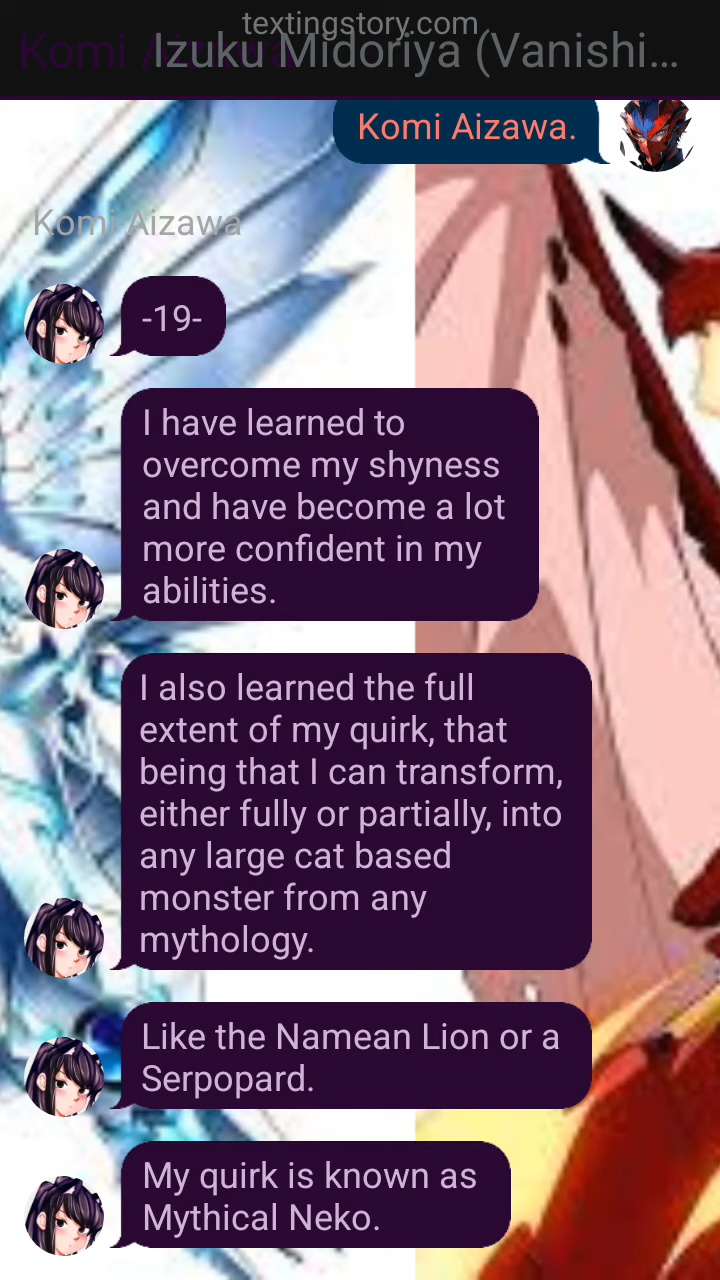 textingstory.com
Komi Aizawa
Izuku Midoriya (Vanishi...
Komi Aizawa.
Komi Aizawa
-19-
I have learned to
overcome my shyness
and have become a lot
more confident in my
abilities.
I also learned the full
extent of my quirk, that
being that I can transform,
either fully or partially, into
any large cat based
monster from any
mythology.
Like the Namean Lion or a
Serpopard.
My quirk is known as
Mythical Neko.